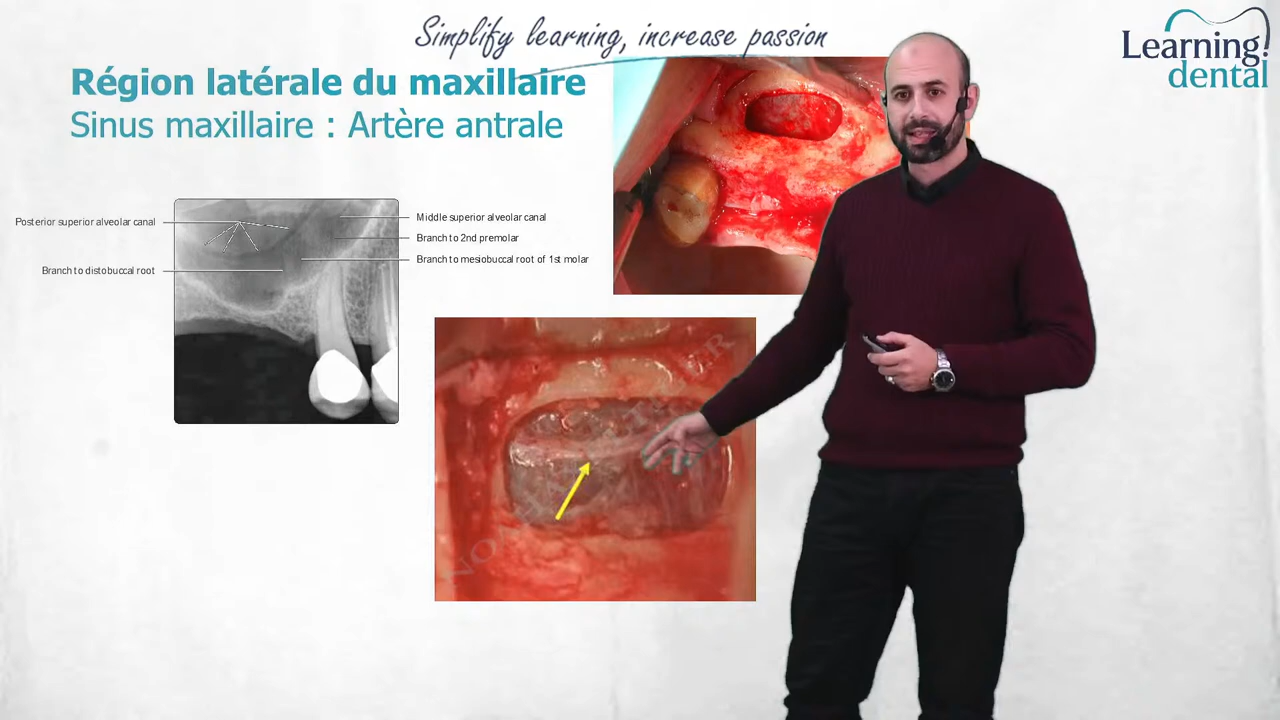 Simplify learning, increase passion
Learning!
dental
Région latérale du maxillaire
Sinus maxillaire : Artère antrale
Posterior superior alveolar canal
Middle superior alveolar canal
Branch to 2nd premolar
Branch to mesiobuccal root of 1st molar
Branch to distobuccal root